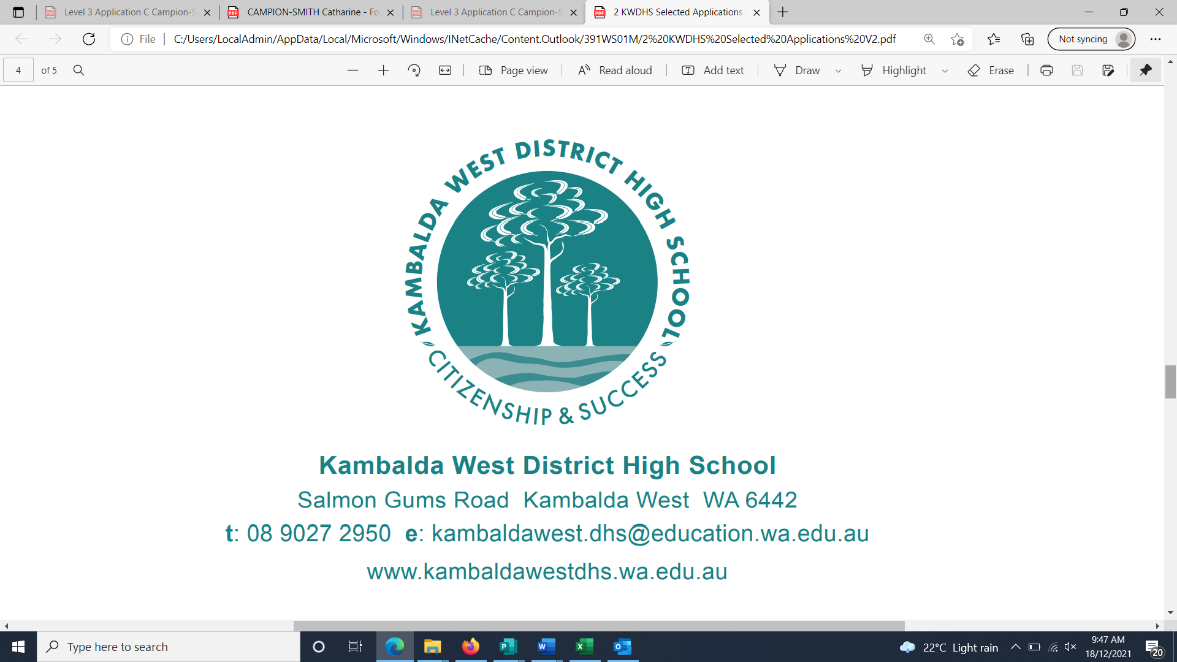 Level 3 Application C Campion-S
CAMPION-SMITH Catharine - Fo
Level 3 Application C Campion-S
2 KWDHS Selected Applications
File
C:/Users/LocalAdmin/AppData/Local/Microsoft/Windows/INetCache/Content.Outlook/391WS01M/2%20KWDHS%20Selected%20Applications%20V2.pdf
Not syncing
4 of 5
Page view
Read aloud
Add text
Draw
Highlight
Erase
KAMBALDA WEST DISTRICT HIGH SCHOOL
CITIZENSHIP & SUCCESS
Kambalda West District High School
Salmon Gums Road Kambalda West WA 6442
t: 08 9027 2950 e: kambaldawest.dhs@education.wa.edu.au
www.kambaldawestdhs.wa.edu.au
Type here to search
22°C Light rain
9:47 AM
18/12/2021
20